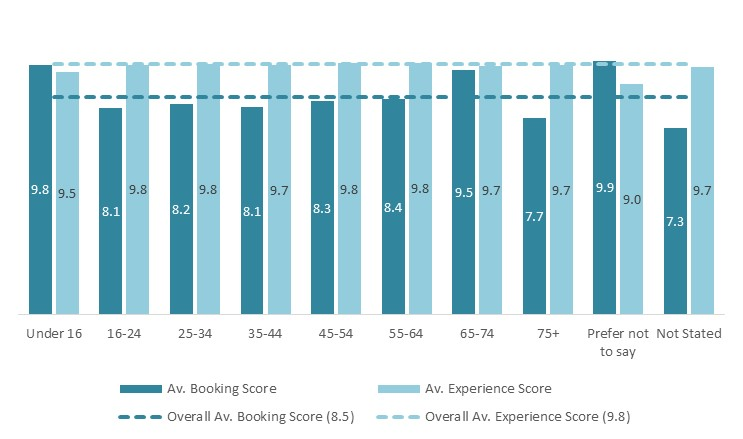 9.8 9.5 8.1 9.8 8.2 9.8 8.1 9.7 8.3 9.8 8.4 9.8 9.5 9.7 7.7 9.7 9.9 9.0 7.3 9.7
Under 16 16-24 25-34 35-44 45-54 55-64 65-74 75+ Prefer not Not Stated
to say
Av. Booking Score Av. Experience Score
Overall Av. Booking Score (8.5) Overall Av. Experience Score (9.8)